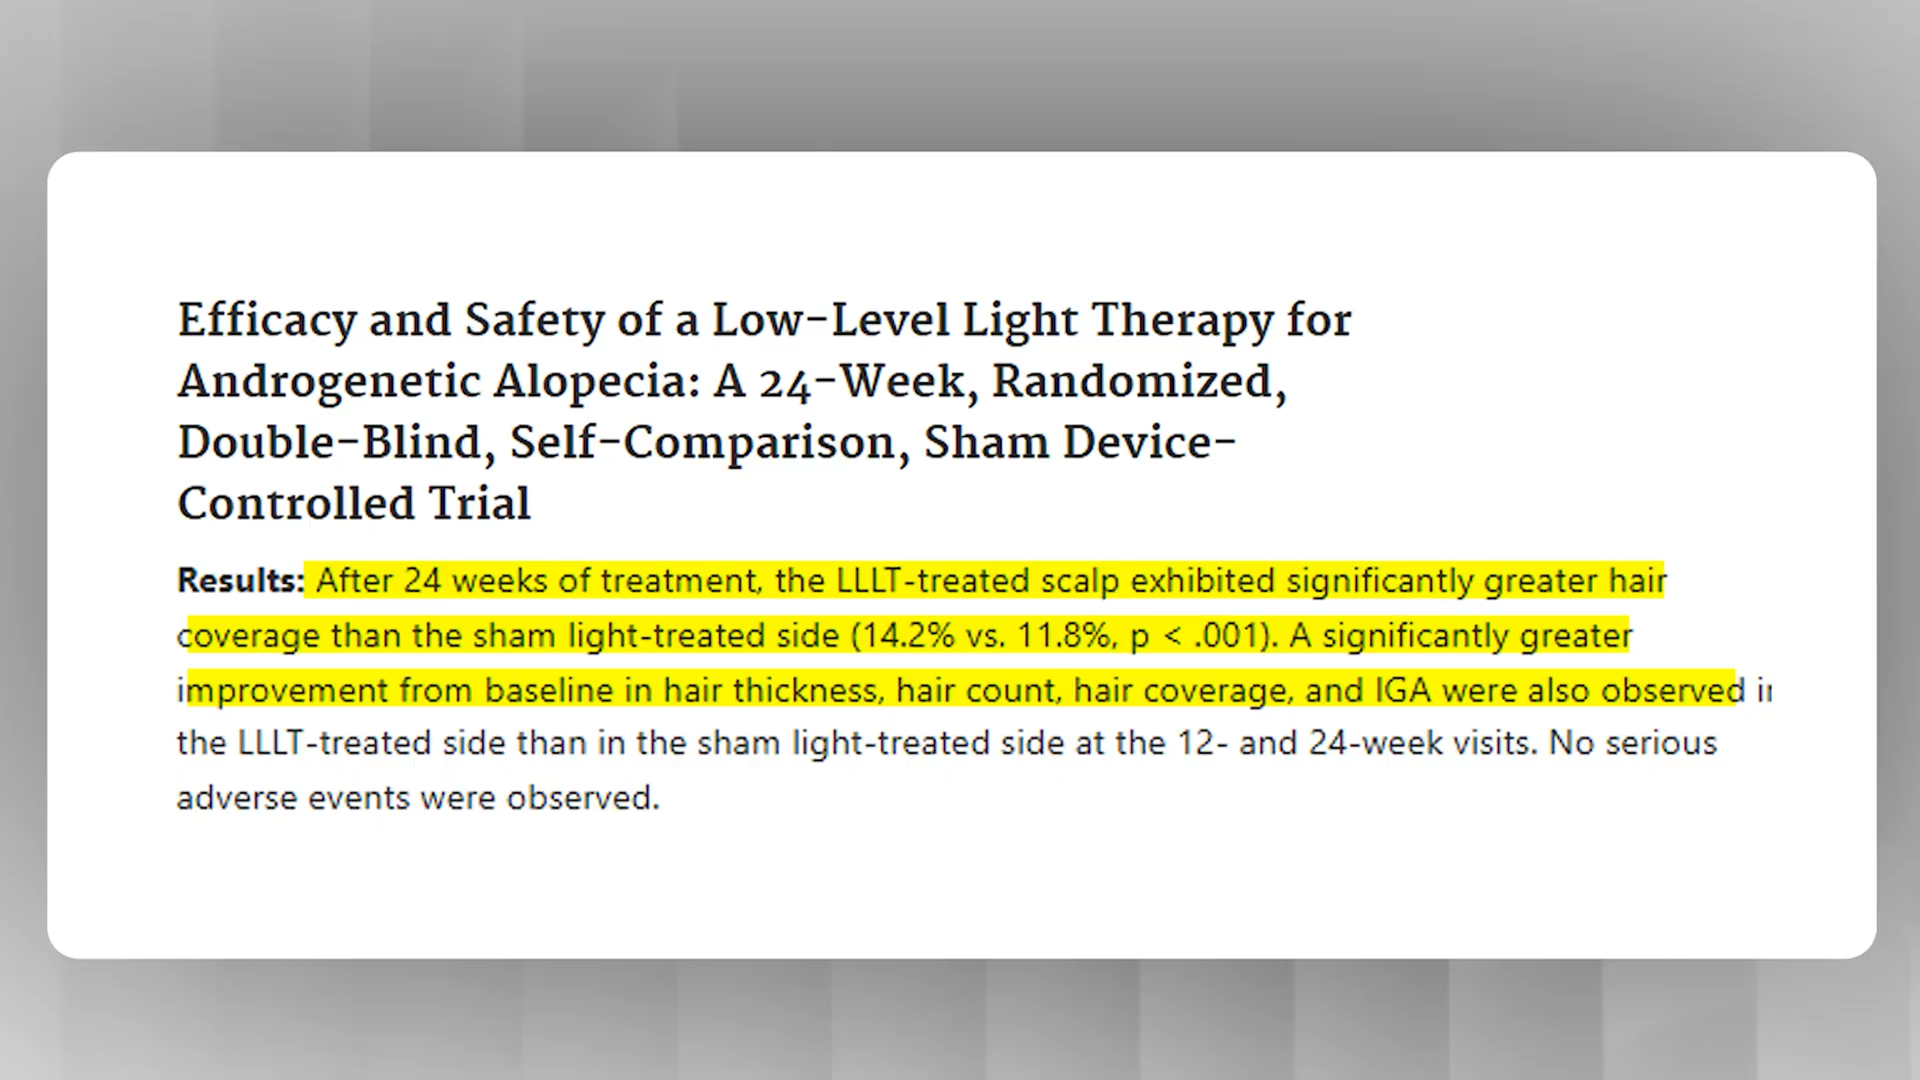 Efficacy and Safety of a Low-Level Light Therapy for
Androgenetic Alopecia: A 24-Week, Randomized,
Double-Blind, Self-Comparison, Sham Device-
Controlled Trial
Results: After 24 weeks of treatment, the LLLT-treated scalp exhibited significantly greater hair
coverage than the sham light-treated side (14.2% vs. 11.8%, p < .001). A significantly greater
improvement from baseline in hair thickness, hair count, hair coverage, and IGA were also observed in
the LLLT-treated side than in the sham light-treated side at the 12- and 24-week visits. No serious
adverse events were observed.